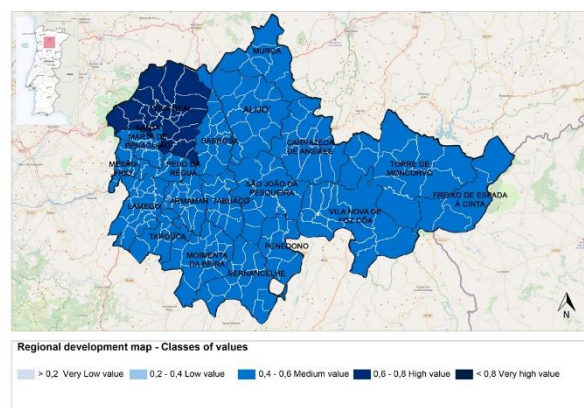 MURÇA
ALIJÓ
SABROSA
CARRAZEDA
DE ANSIÃES
MARTA DE
PENAGUIÃO
MESÃO
FRIO
PESO DA
RÉGUA
TORRE DE
MONCORVO
FREIXO DE ESPADA
À CINTA
SÃO JOÃO DA
PESQUEIRA
LAMEGO
ARMAMAR
TABUAÇO
VILA NOVA DE
FOZ CÔA
TAROUCA
PENEDONO
MOIMENTA
DA BEIRA
SERNANCELHE
N
Regional development map - Classes of values
> 0,2 Very Low value
0,2 - 0,4 Low value
0,4 - 0,6 Medium value
0,6 - 0,8 High value
< 0,8 Very high value